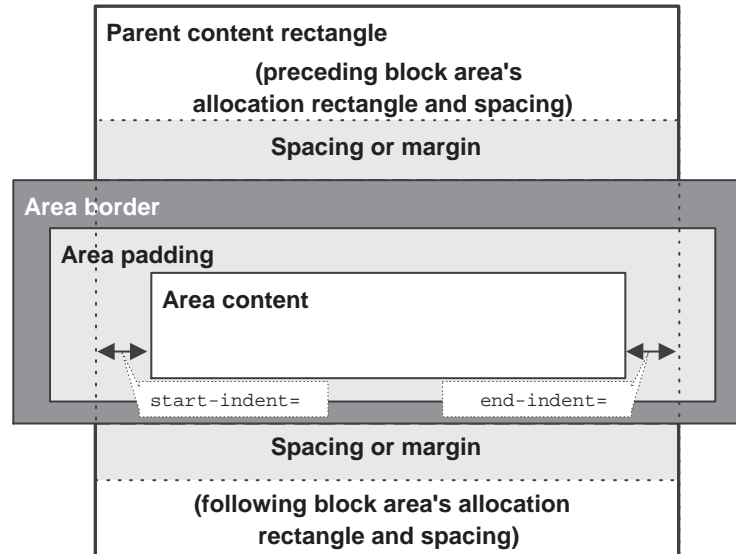 Parent content rectangle
(preceding block area's
allocation rectangle and spacing)
Spacing or margin
Area border
Area padding
Area content
start-indent=
end-indent=
Spacing or margin
(following block area's allocation
rectangle and spacing)